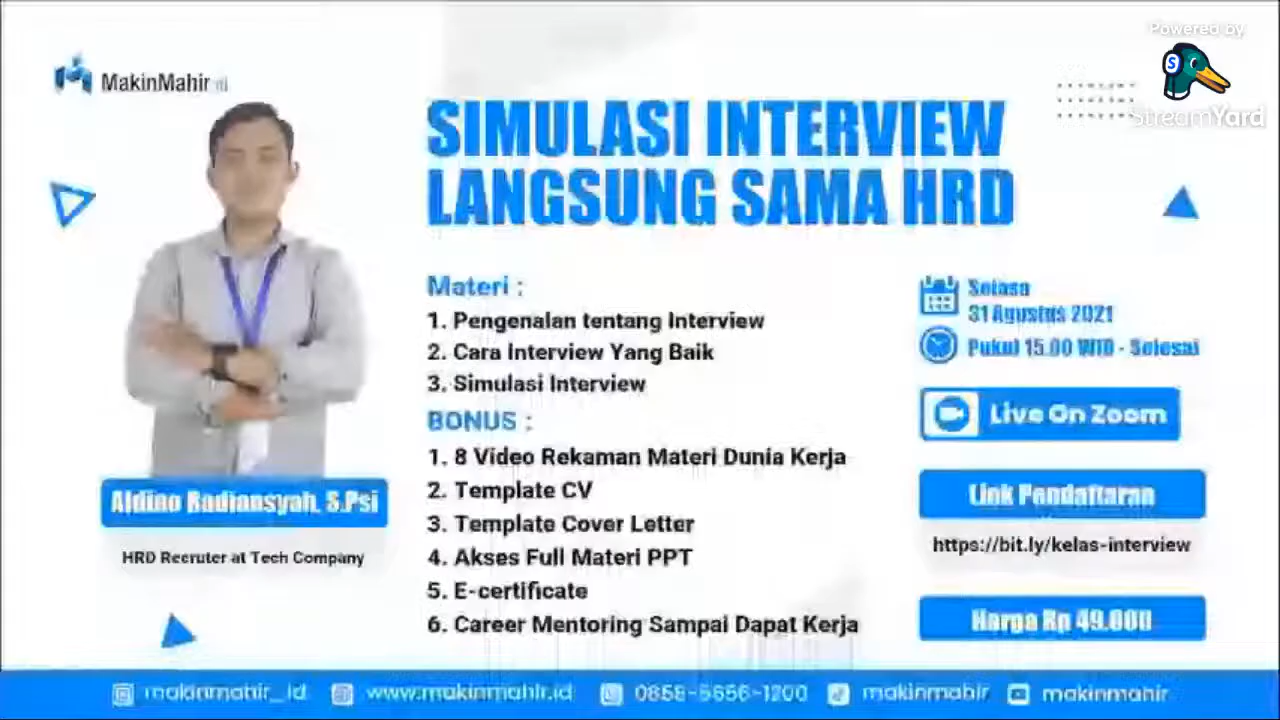 Powered by
StreamYard
MakinMahir.id
SIMULASI INTERVIEW
LANGSUNG SAMA HRD
Materi :
1. Pengenalan tentang Interview
2. Cara Interview Yang Baik
3. Simulasi Interview
BONUS :
1. 8 Video Rekaman Materi Dunia Kerja
2. Template CV
3. Template Cover Letter
4. Akses Full Materi PPT
5. E-certificate
6. Career Mentoring Sampai Dapat Kerja
Selasa
31 Agustus 2021
Pukul 15.00 WIB - Selesai
Live On Zoom
Link Pendaftaran
https://bit.ly/kelas-interview
Harga Rp 49.000
Aldino Radiansyah, S.Psi
HRD Recruter at Tech Company
makinmahir_id
www.makinmahir.id
makinmahir
makinmahir